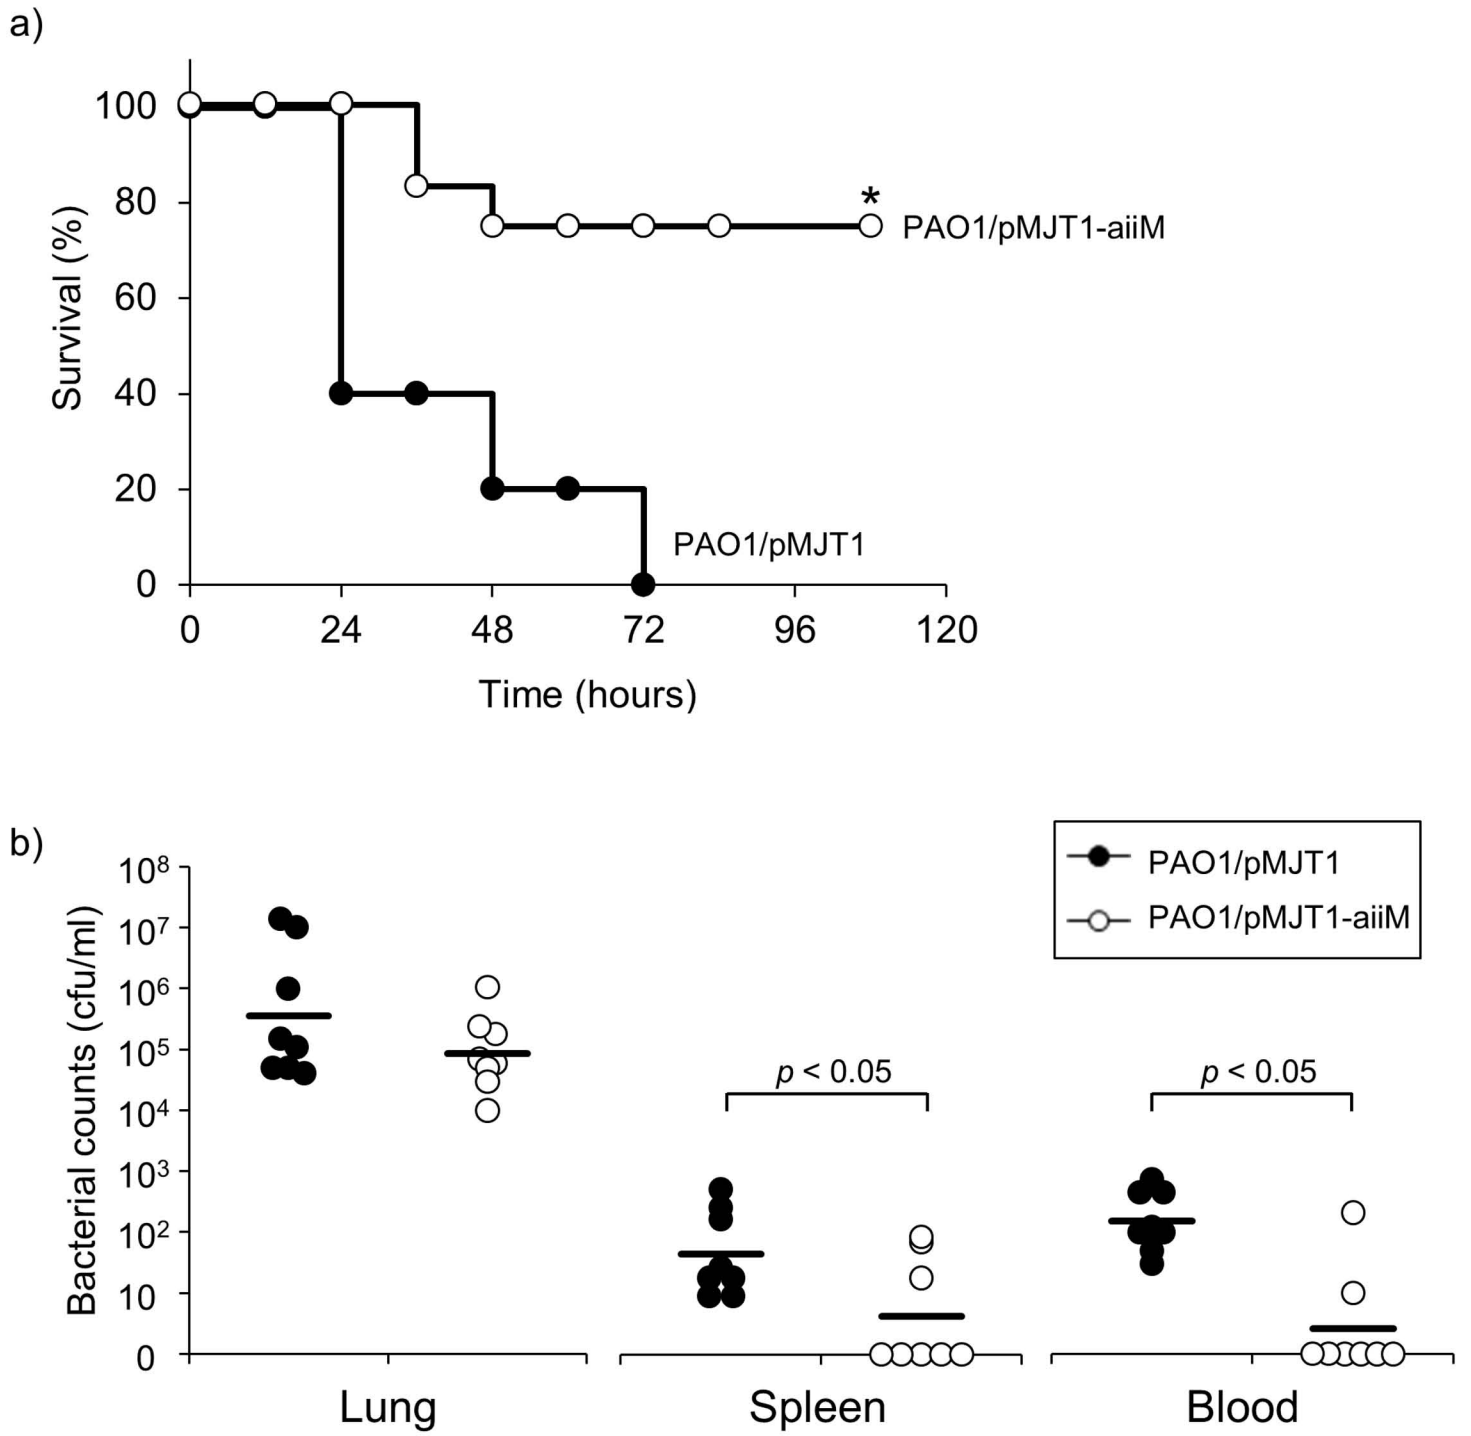 a)
100
80
60
40
20
0
Survival (%)
*
PAO1/pMJT1-aiiM
PAO1/pMJT1
0 24 48 72 96 120
Time (hours)
b)
PAO1/pMJT1
PAO1/pMJT1-aiiM
10⁸
10⁷
10⁶
10⁵
10⁴
10³
10²
10
0
Bacterial counts (cfu/ml)
p < 0.05 p < 0.05
Lung Spleen Blood